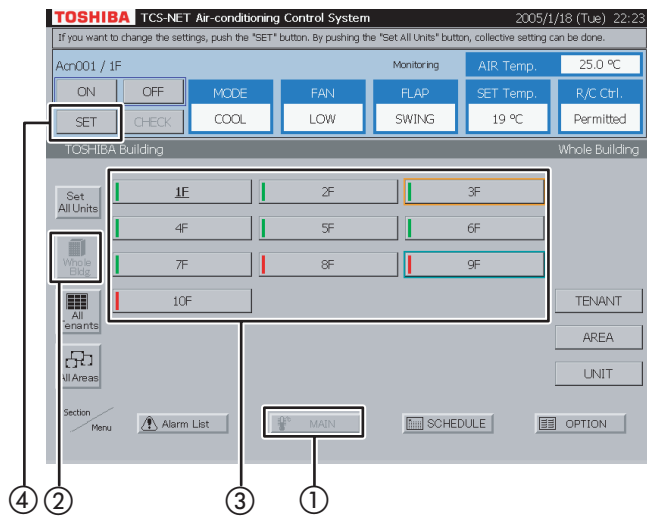 TOSHIBA TCS-NET Air-conditioning Control System 2005/1/18 (Tue) 22:23
If you want to change the settings, push the "SET" button. By pushing the "Set All Units" button, collective setting can be done.
Acn001 / 1F Monitoring AIR Temp. 25.0 °C
ON OFF MODE FAN FLAP SET Temp. R/C Ctrl.
SET CHECK COOL LOW SWING 19 °C Permitted
TOSHIBA Building Whole Building
Set
All Units
1F 2F 3F
4F 5F 6F
Whole
Bldg
7F 8F 9F
10F
All
Tenants
TENANT
AREA
All Areas
UNIT
Section
Menu
Alarm List MAIN SCHEDULE OPTION
④ ② ③ ①